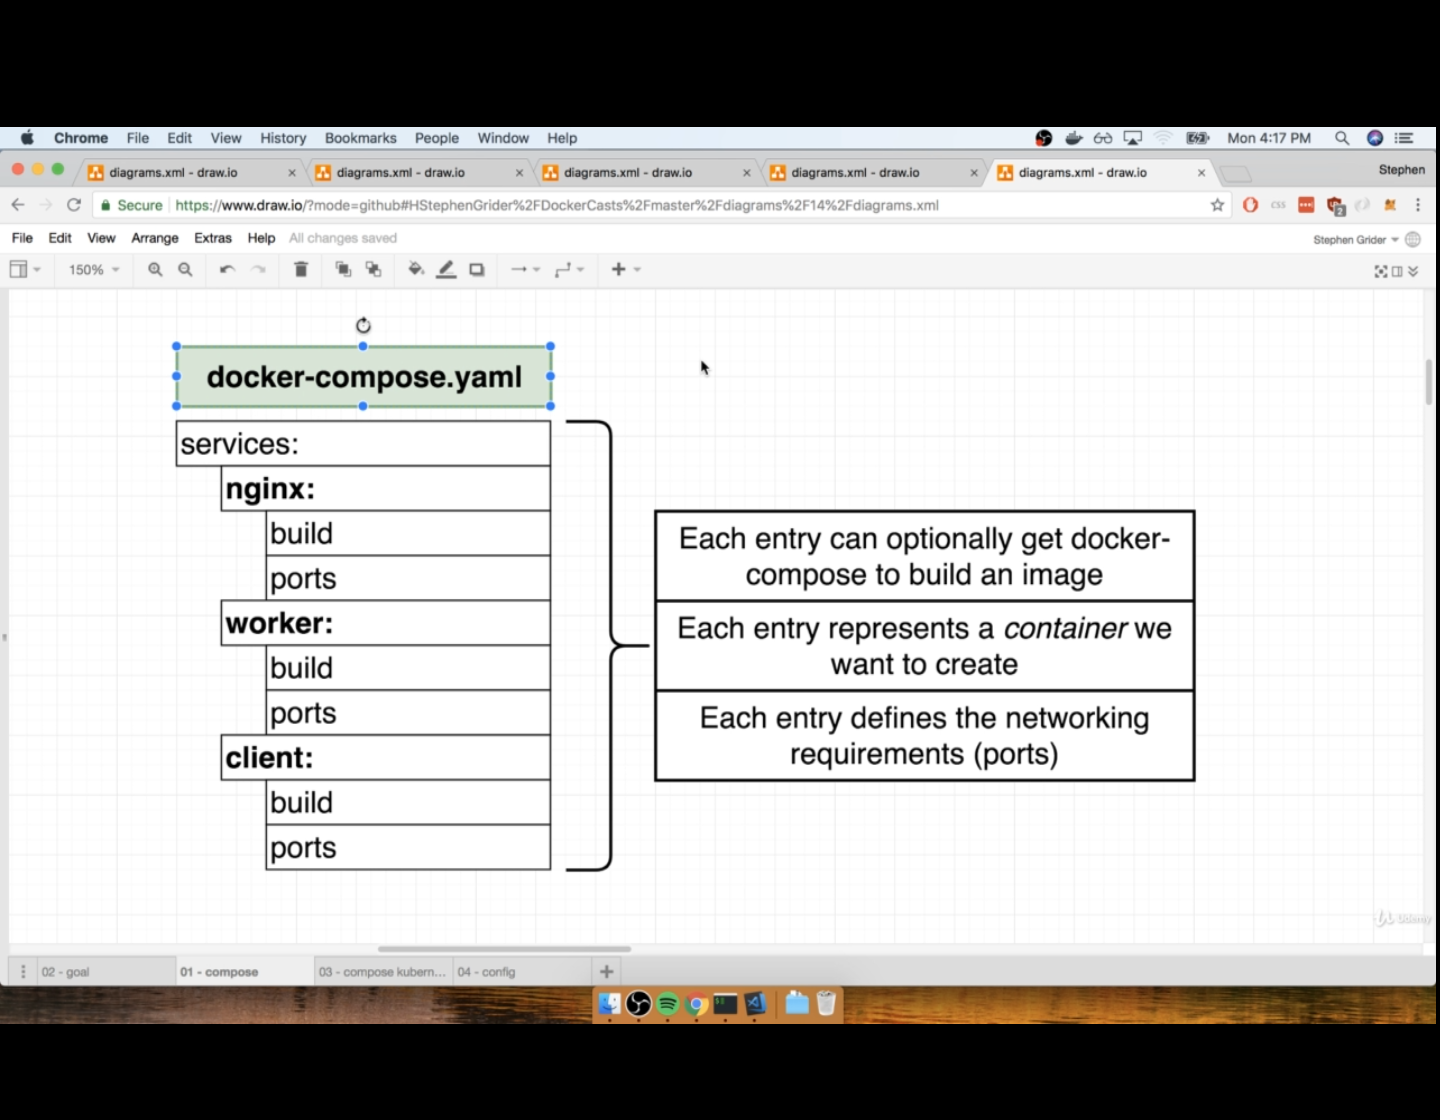 Chrome File Edit View History Bookmarks People Window Help Mon 4:17 PM
diagrams.xml - draw.io diagrams.xml - draw.io diagrams.xml - draw.io diagrams.xml - draw.io diagrams.xml - draw.io Stephen
Secure https://www.draw.io/?mode=github#HStephenGrider%2FDockerCasts%2Fmaster%2Fdiagrams%2F14%2Fdiagrams.xml CSS 2
File Edit View Arrange Extras Help All changes saved Stephen Grider
150%
docker-compose.yaml
services:
nginx:
build
ports
worker:
build
ports
client:
build
ports
Each entry can optionally get docker-
compose to build an image
Each entry represents a container we
want to create
Each entry defines the networking
requirements (ports)
Udemy
02 - goal 01 - compose 03 - compose kubern... 04 - config